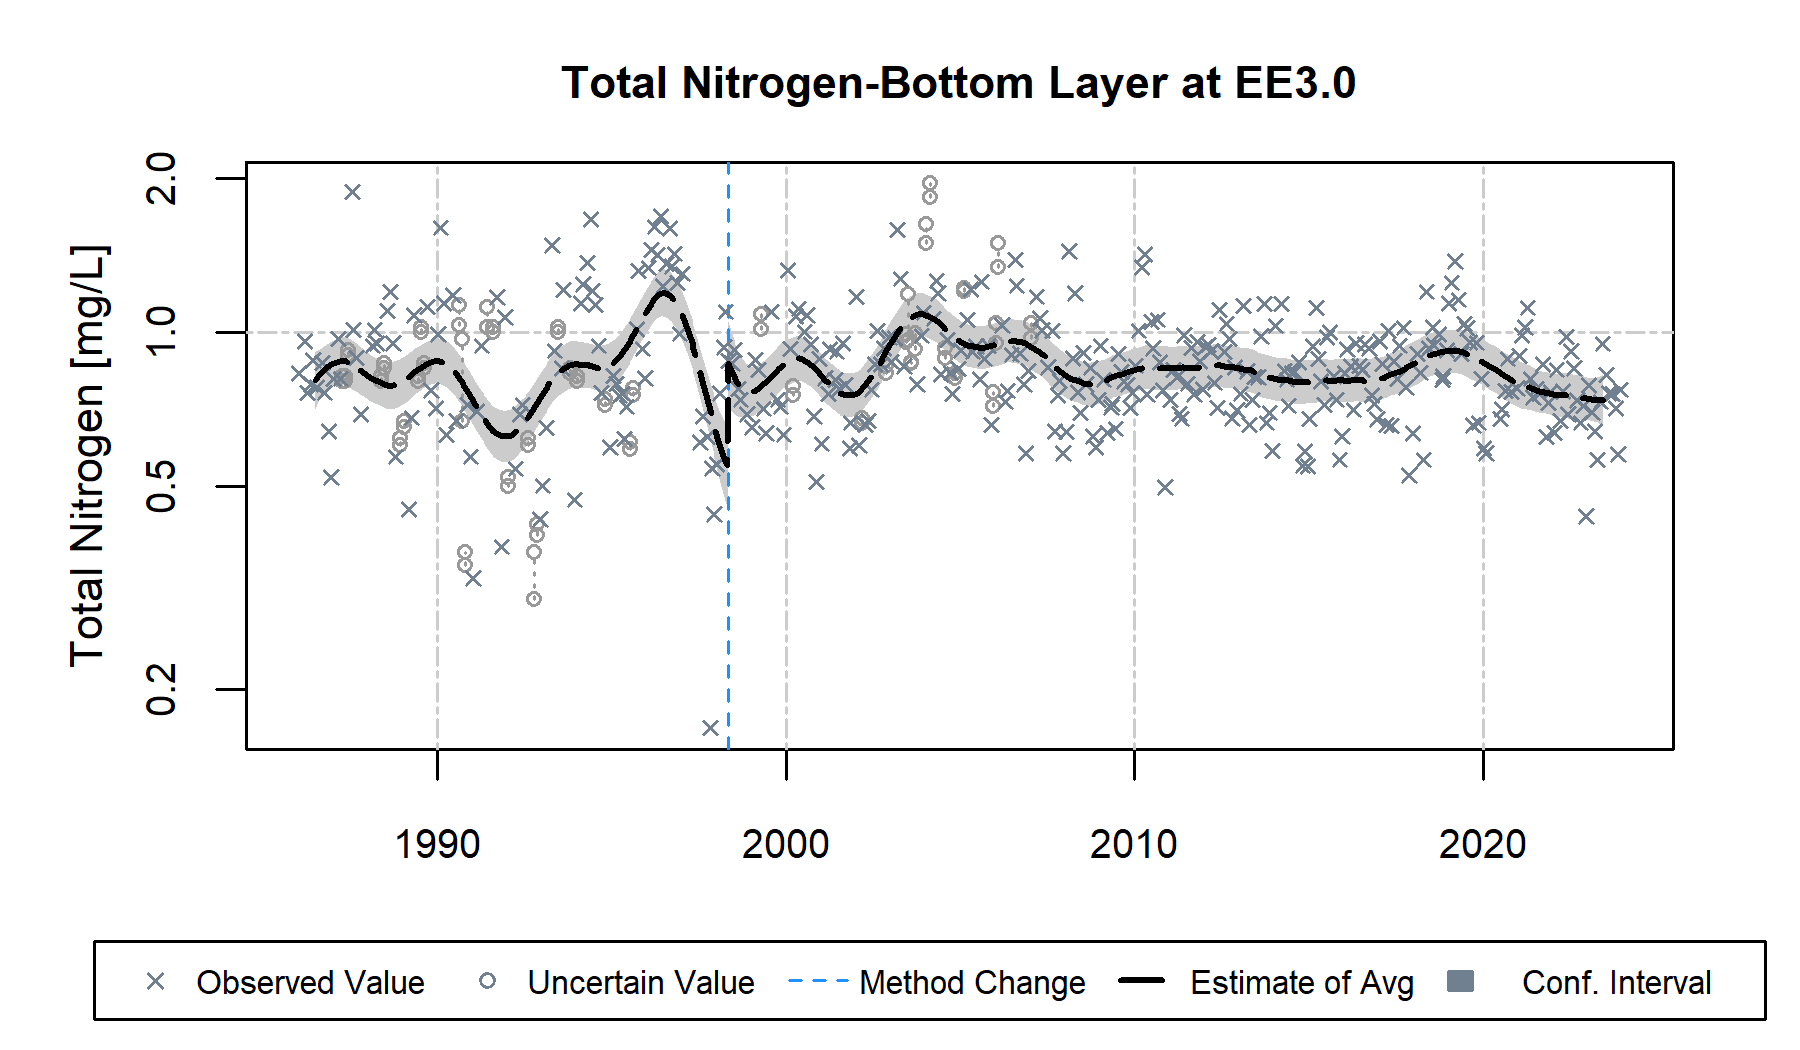 Total Nitrogen-Bottom Layer at EE3.0
Total Nitrogen [mg/L]
2.0
1.0
0.5
0.2
1990 2000 2010 2020
Observed Value Uncertain Value Method Change Estimate of Avg Conf. Interval